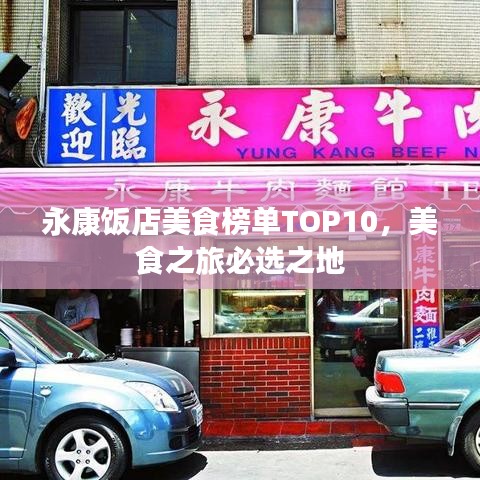 歡迎
光臨
永康牛肉
YUNG KANG BEEF N
永康牛肉麵館 TE
永康饭店美食榜单TOP10，美
食之旅必选之地
牛肉麵